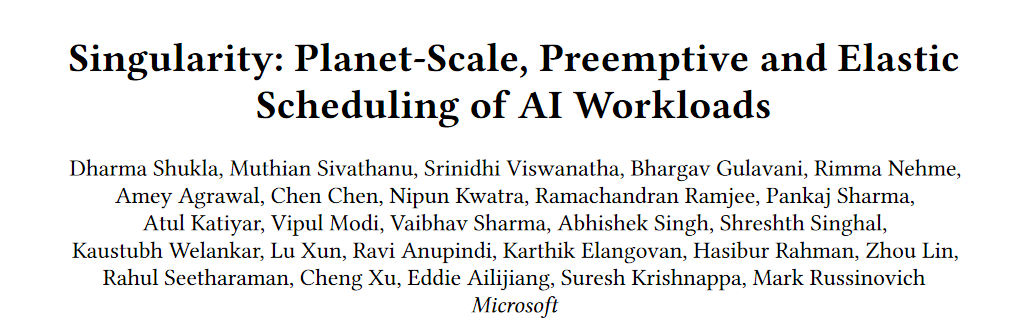 Singularity: Planet-Scale, Preemptive and Elastic
Scheduling of AI Workloads
Dharma Shukla, Muthian Sivathanu, Srinidhi Viswanatha, Bhargav Gulavani, Rimma Nehme,
Amey Agrawal, Chen Chen, Nipun Kwatra, Ramachandran Ramjee, Pankaj Sharma,
Atul Katiyar, Vipul Modi, Vaibhav Sharma, Abhishek Singh, Shreshth Singhal,
Kaustubh Welankar, Lu Xun, Ravi Anupindi, Karthik Elangovan, Hasibur Rahman, Zhou Lin,
Rahul Seetharaman, Cheng Xu, Eddie Ailijiang, Suresh Krishnappa, Mark Russinovich
Microsoft